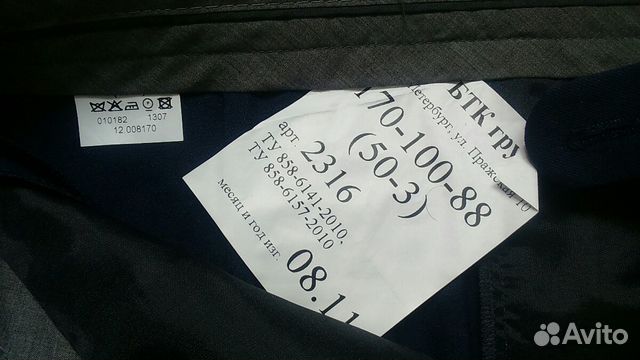 010182 1307
12.008170
БТК гру
Петербург, ул. Пражская 10
170-100-88
(50-3)
арт. 2316
ТУ 858-6141-2010,
ТУ 858-6157-2010
месяц и год изг. 08.11
Avito